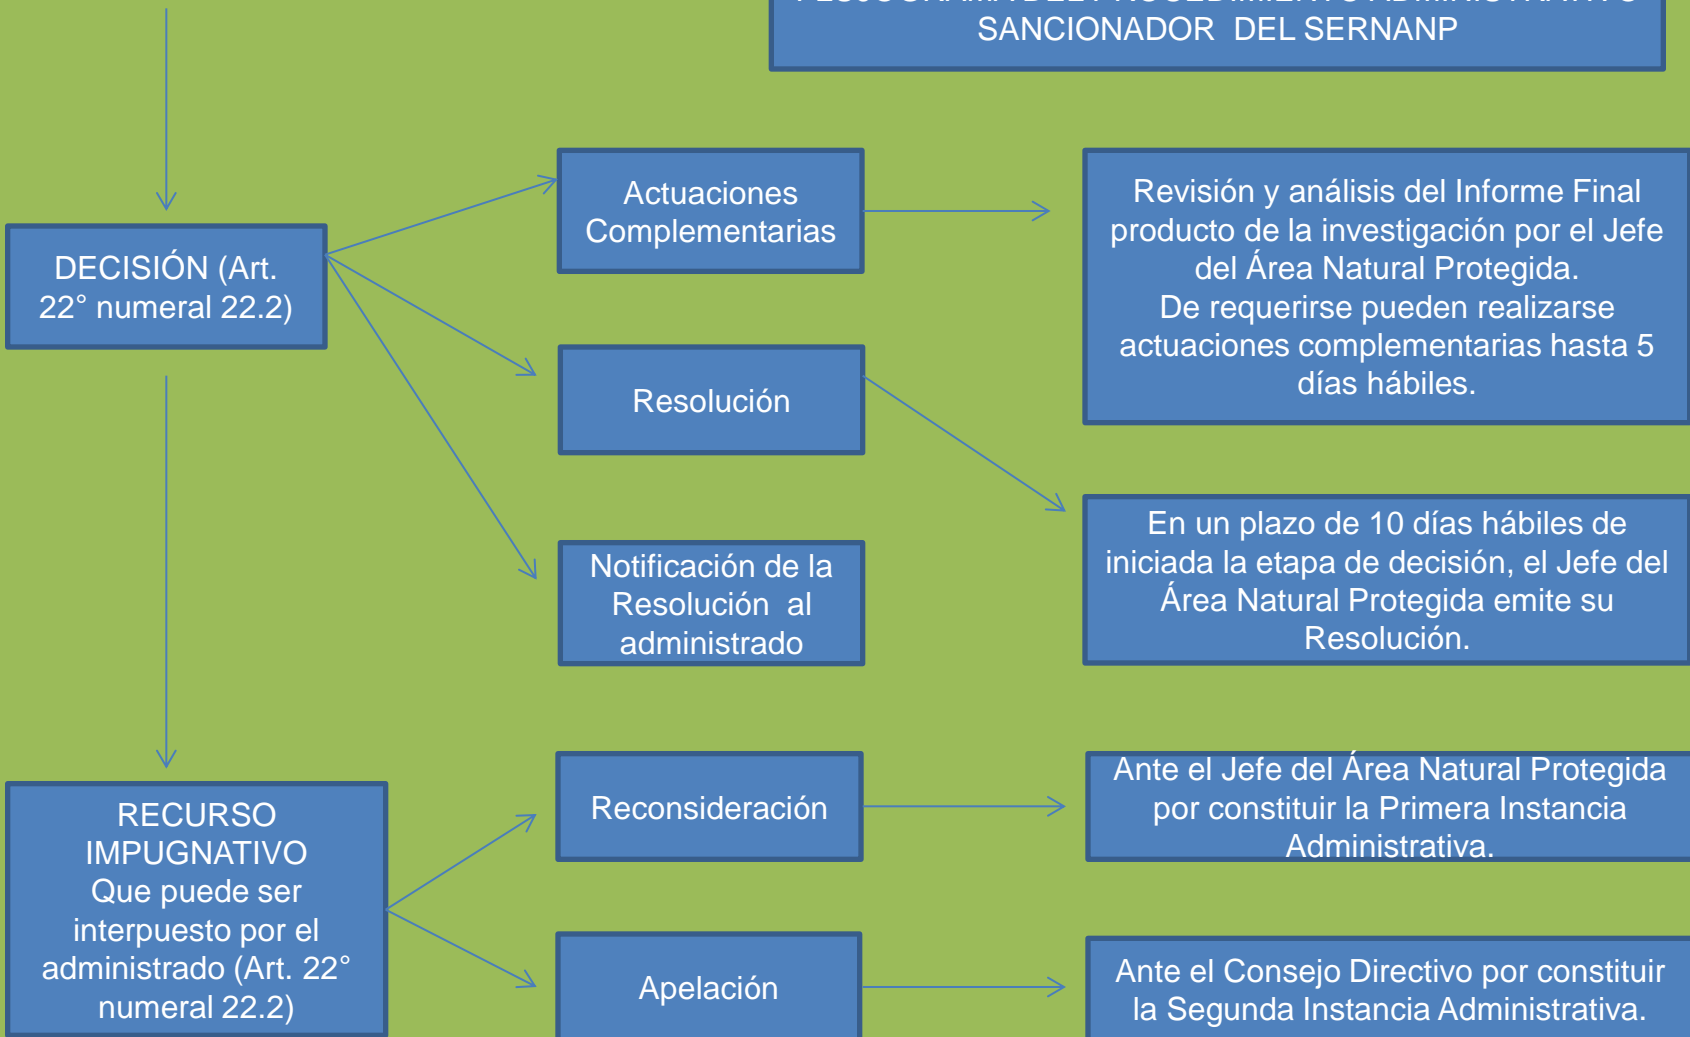 FLUJOGRAMA DEL PROCEDIMIENTO ADMINISTRATIVO
SANCIONADOR DEL SERNANP
DECISIÓN (Art.
22° numeral 22.2)
Actuaciones
Complementarias
Revisión y análisis del Informe Final
producto de la investigación por el Jefe
del Área Natural Protegida.
De requerirse pueden realizarse
actuaciones complementarias hasta 5
días hábiles.
Resolución
En un plazo de 10 días hábiles de
iniciada la etapa de decisión, el Jefe del
Área Natural Protegida emite su
Resolución.
Notificación de la
Resolución al
administrado
RECURSO
IMPUGNATIVO
Que puede ser
interpuesto por el
administrado (Art. 22°
numeral 22.2)
Reconsideración
Ante el Jefe del Área Natural Protegida
por constituir la Primera Instancia
Administrativa.
Apelación
Ante el Consejo Directivo por constituir
la Segunda Instancia Administrativa.